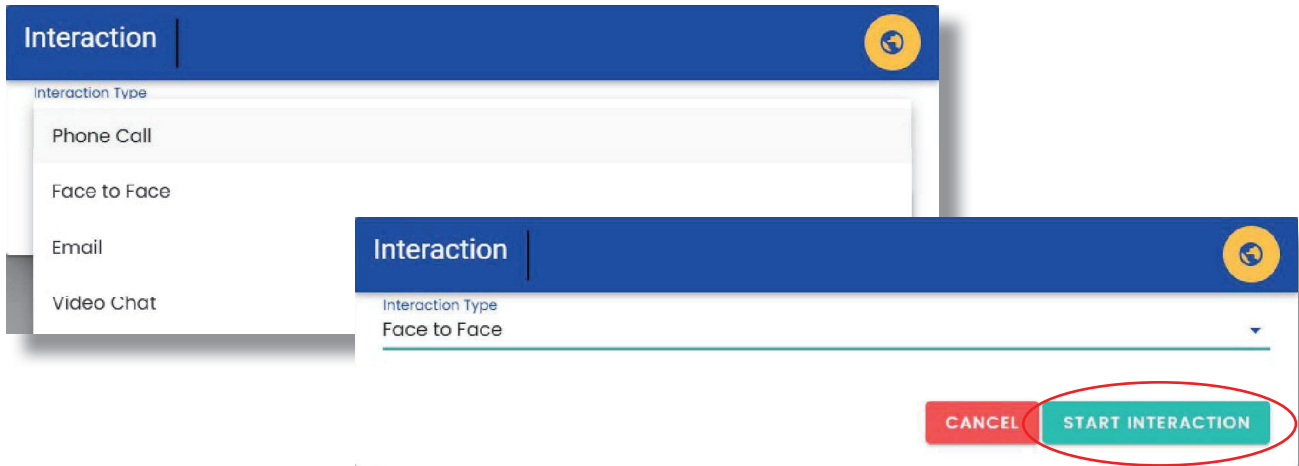 Interaction
Interaction Type
Phone Call
Face to Face
Email
Video Chat
Interaction
Interaction Type
Face to Face
CANCEL START INTERACTION